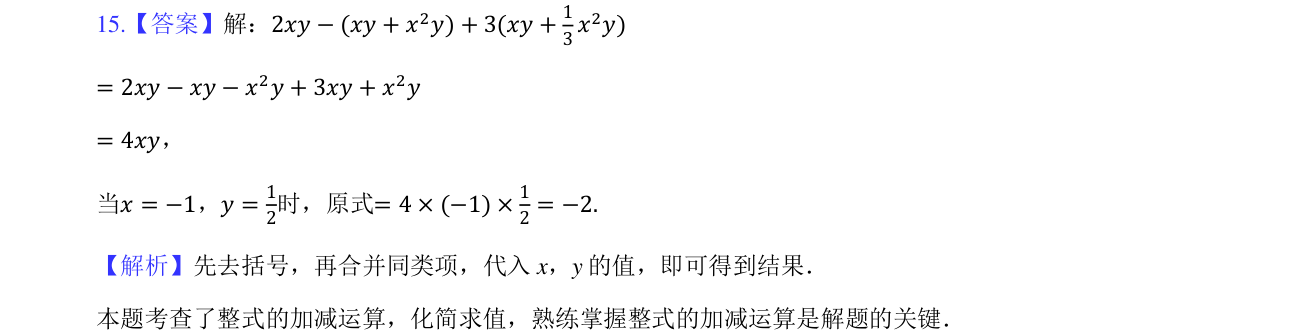 15.【答案】解：2xy − (xy + x²y) + 3(xy + 1/3 x²y)
= 2xy − xy − x²y + 3xy + x²y
= 4xy，
当x = −1，y = 1/2时，原式= 4 × (−1) × 1/2 = −2.
【解析】先去括号，再合并同类项，代入 x，y 的值，即可得到结果．
本题考查了整式的加减运算，化简求值，熟练掌握整式的加减运算是解题的关键．